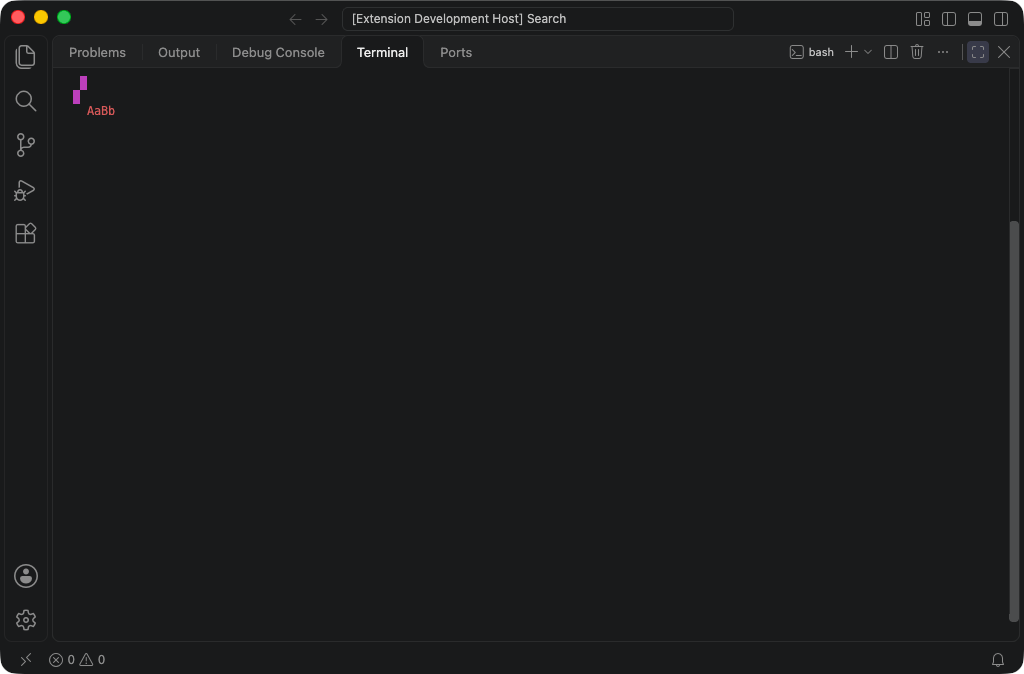 [Extension Development Host] Search
Problems Output Debug Console Terminal Ports bash
AaBb
0 0